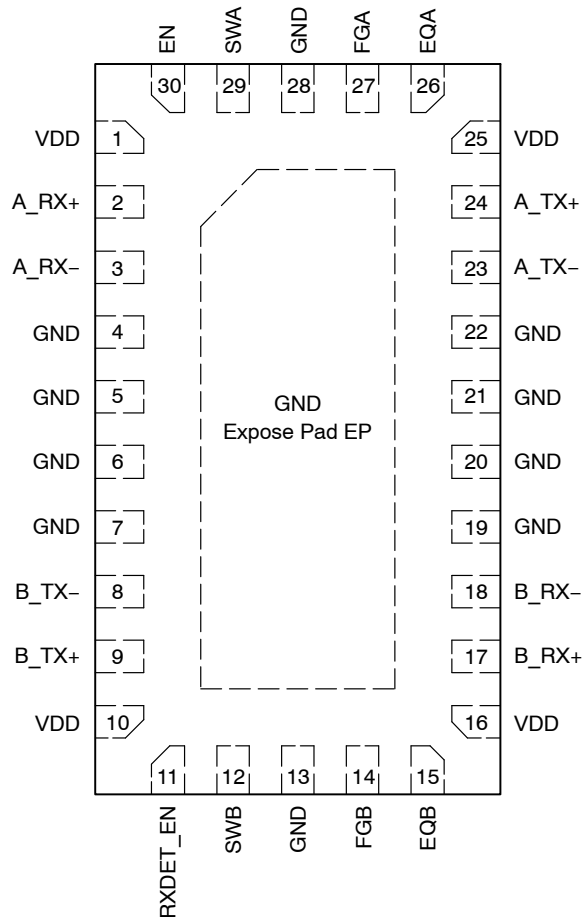 EN SWA GND FGA EQA
30 29 28 27 26
VDD 1 25 VDD
A_RX+ 2 24 A_TX+
A_RX− 3 23 A_TX−
GND 4 22 GND
GND 5 21 GND
GND
Expose Pad EP
GND 6 20 GND
GND 7 19 GND
B_TX− 8 18 B_RX−
B_TX+ 9 17 B_RX+
VDD 10 16 VDD
11 12 13 14 15
RXDET_EN SWB GND FGB EQB